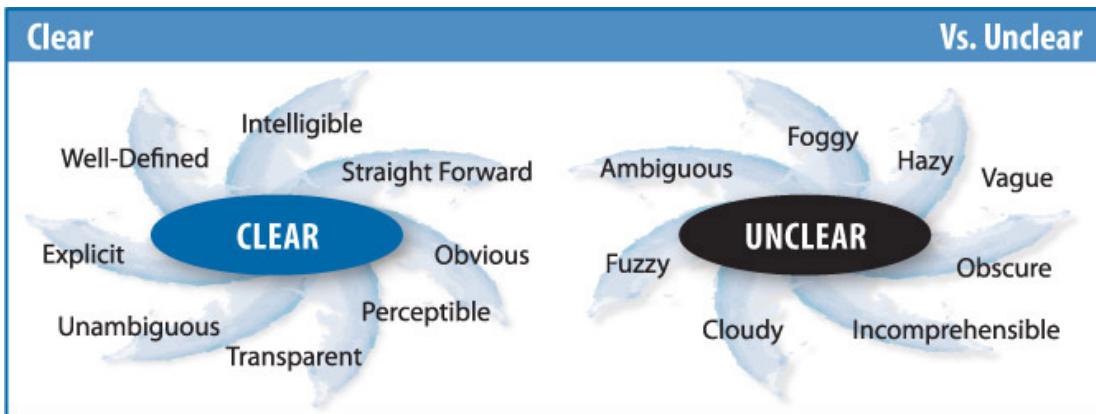 Clear
Vs. Unclear
Intelligible
Well-Defined
Straight Forward
CLEAR
Explicit
Obvious
Unambiguous
Perceptible
Transparent
Foggy
Hazy
Ambiguous
Vague
UNCLEAR
Fuzzy
Obscure
Cloudy
Incomprehensible